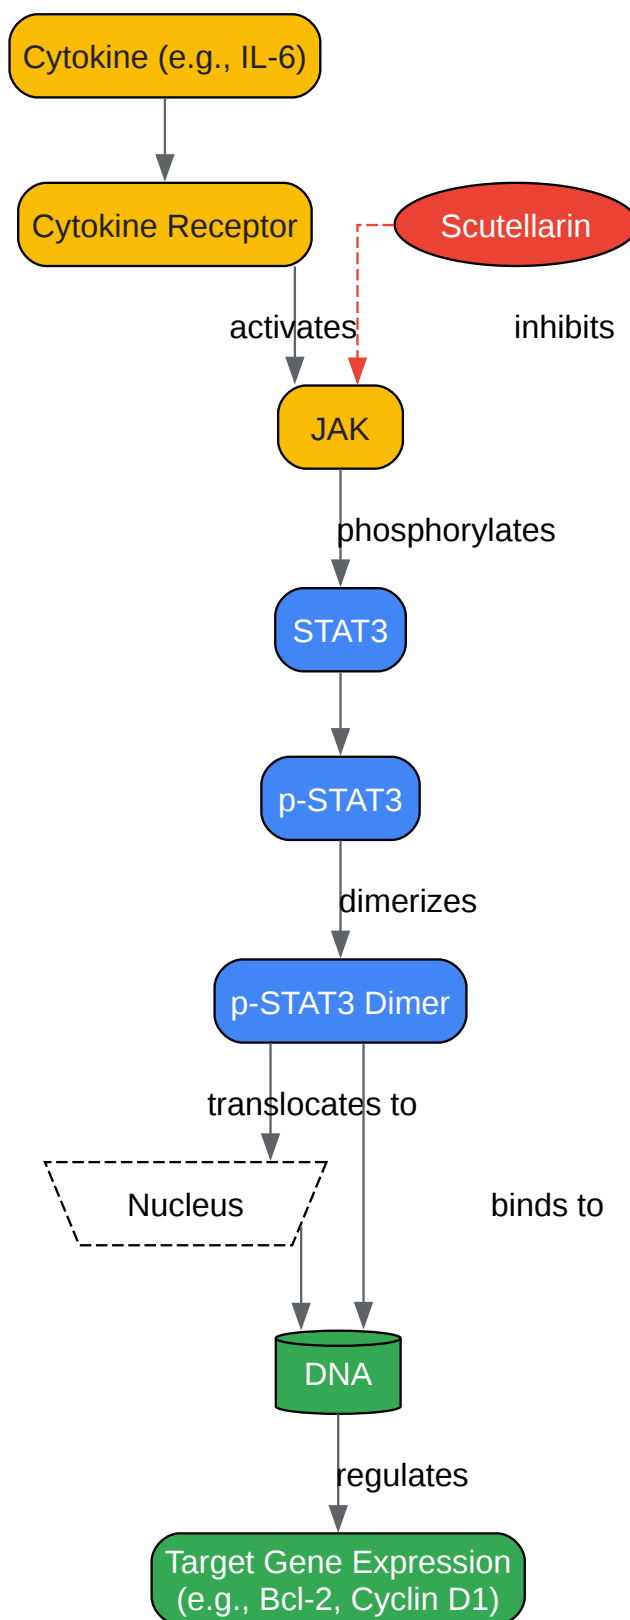 Cytokine (e.g., IL-6)
Cytokine Receptor
Scutellarin
activates
inhibits
JAK
phosphorylates
STAT3
p-STAT3
dimerizes
p-STAT3 Dimer
translocates to
Nucleus
binds to
DNA
regulates
Target Gene Expression
(e.g., Bcl-2, Cyclin D1)